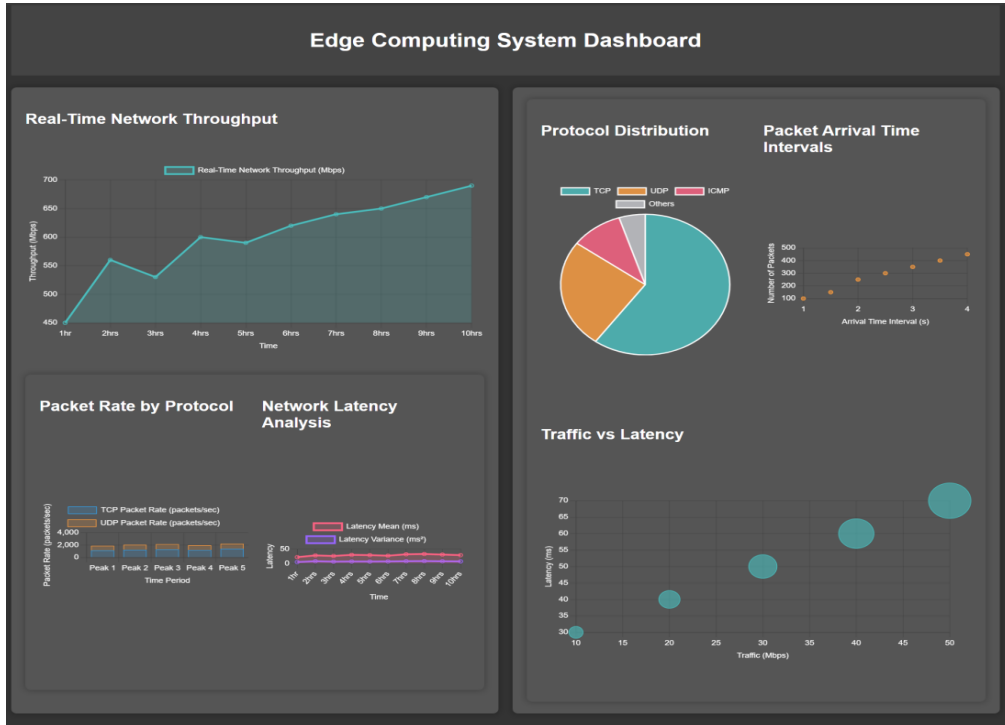 Edge Computing System Dashboard
Real-Time Network Throughput
Real-Time Network Throughput (Mbps)
Throughput (Mbps)
700
650
600
550
500
450
1hr 2hrs 3hrs 4hrs 5hrs 6hrs 7hrs 8hrs 9hrs 10hrs
Time
Packet Rate by Protocol
TCP Packet Rate (packets/sec)
UDP Packet Rate (packets/sec)
Packet Rate (packets/sec)
4,000
2,000
0
Peak 1 Peak 2 Peak 3 Peak 4 Peak 5
Time Period
Network Latency
Analysis
Latency Mean (ms)
Latency Variance (ms²)
Latency
50
0
1hr 2hrs 3hrs 4hrs 5hrs 6hrs 7hrs 8hrs 9hrs 10hrs
Time
Protocol Distribution
TCP UDP ICMP
Others
Packet Arrival Time
Intervals
Number of Packets
500
400
300
200
100
1 2 3 4
Arrival Time Interval (s)
Traffic vs Latency
Latency (ms)
70
65
60
55
50
45
40
35
30
10 15 20 25 30 35 40 45 50
Traffic (Mbps)